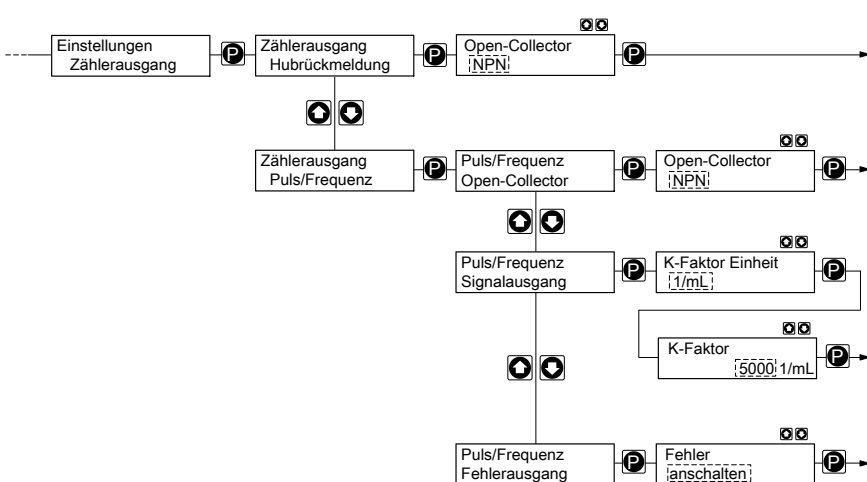 Einstellungen
Zählerausgang
P
Zählerausgang
Hubrückmeldung
P
Open-Collector
NPN
P
Zählerausgang
Puls/Frequenz
P
Puls/Frequenz
Open-Collector
P
Open-Collector
NPN
P
Puls/Frequenz
Signalausgang
P
K-Faktor Einheit
1/mL
P
K-Faktor
5000 1/mL
P
Puls/Frequenz
Fehlerausgang
P
Fehler
anschalten
P